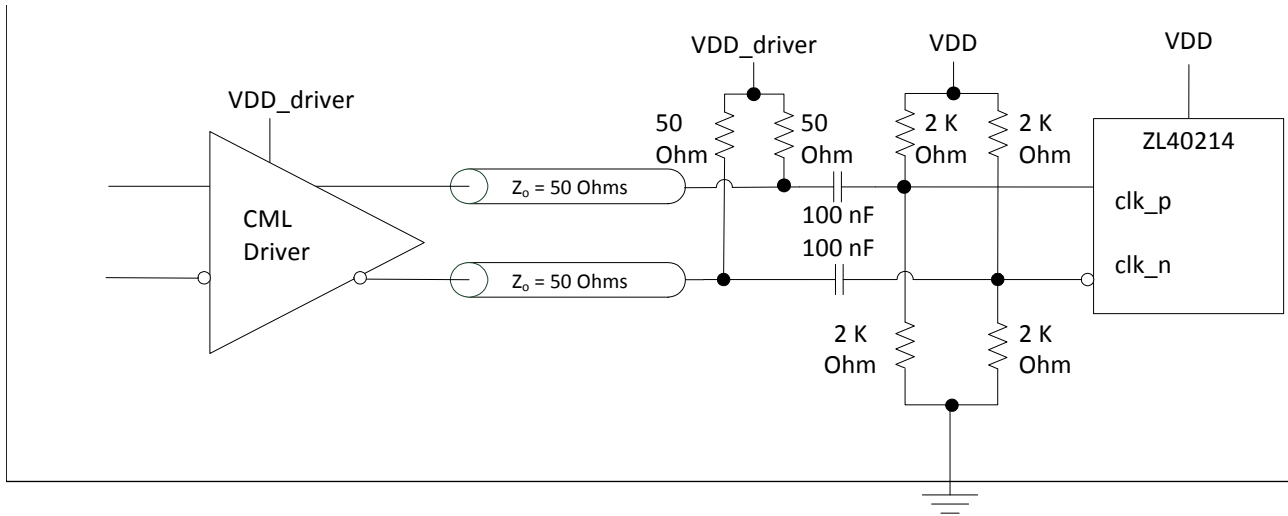 VDD_driver
VDD
VDD
VDD_driver
50
Ohm
50
Ohm
2 K
Ohm
2 K
Ohm
ZL40214
Zo = 50 Ohms
clk_p
CML
Driver
100 nF
100 nF
clk_n
Zo = 50 Ohms
2 K
Ohm
2 K
Ohm